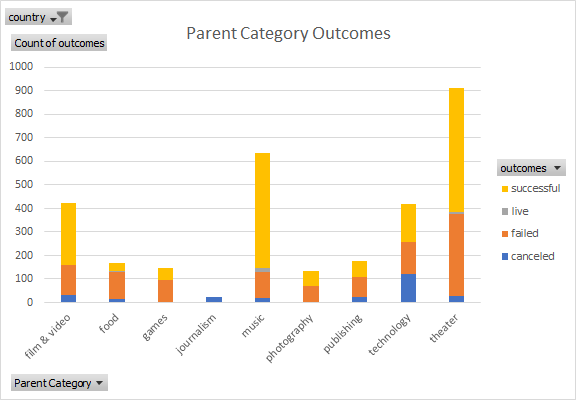 country
Parent Category Outcomes
Count of outcomes
1000
900
800
700
600
500
400
300
200
100
0
film & video
food
games
journalism
music
photography
publishing
technology
theater
outcomes
successful
live
failed
canceled
Parent Category